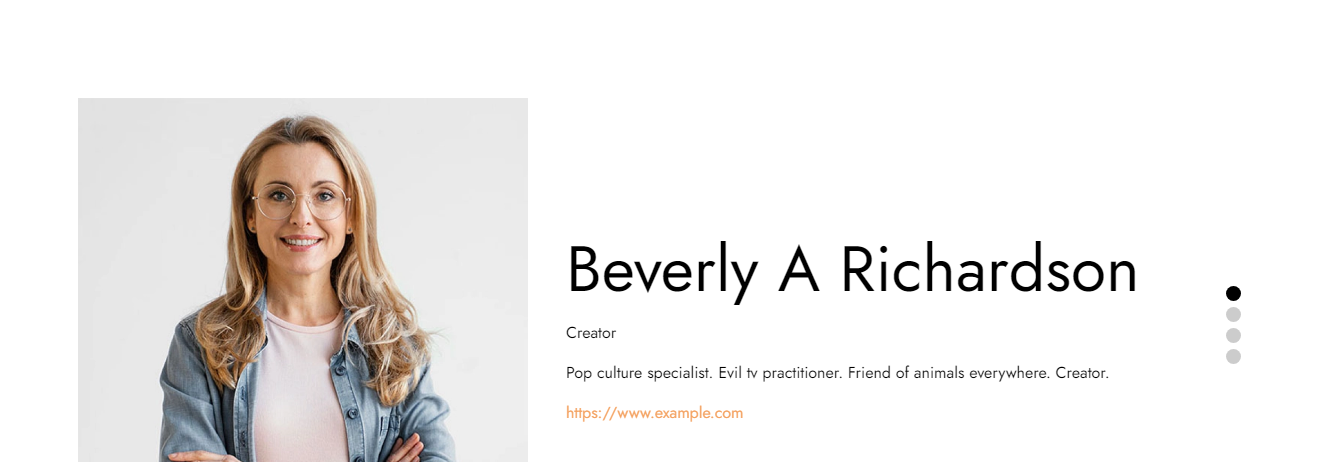 Beverly A Richardson
Creator
Pop culture specialist. Evil tv practitioner. Friend of animals everywhere. Creator.
https://www.example.com